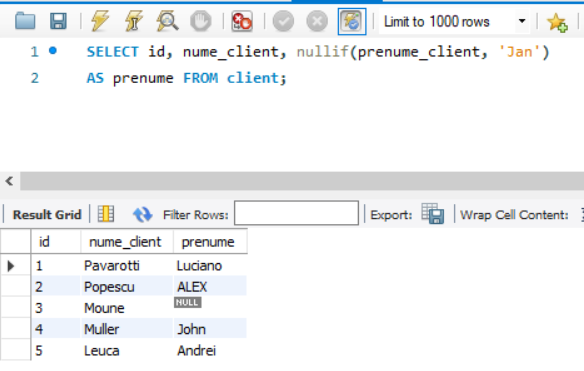 Limit to 1000 rows
1 SELECT id, nume_client, nullif(prenume_client, 'Jan')
2 AS prenume FROM client;
Result Grid Filter Rows: Export: Wrap Cell Content:
id nume_client prenume
1 Pavarotti Luciano
2 Popescu ALEX
3 Moune NULL
4 Muller John
5 Leuca Andrei